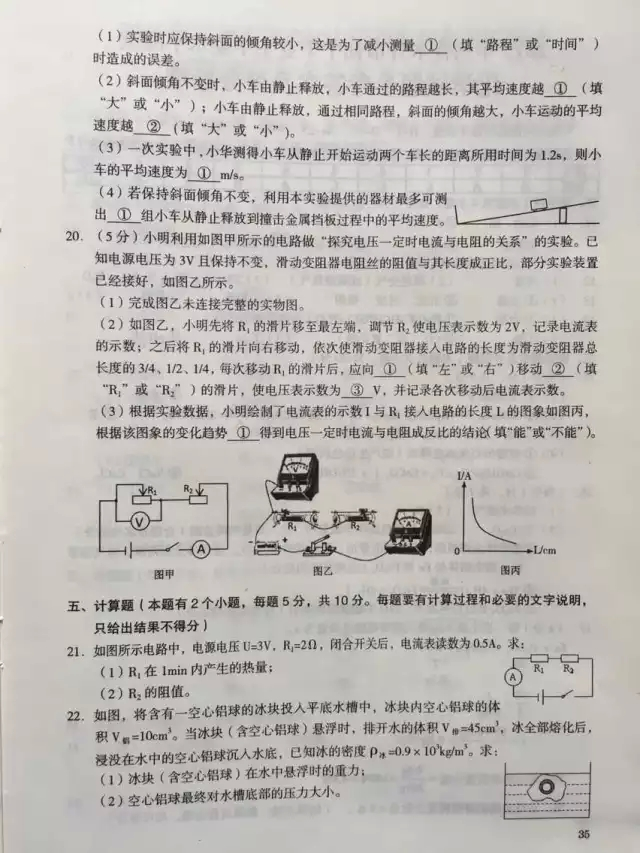 (1)实验时应保持斜面的倾角较小，这是为了减小测量 ① (填“路程”或“时间”)
时造成的误差。
(2)斜面倾角不变时，小车由静止释放，小车通过的路程越长，其平均速度越 ① (填
“大”或“小”)；小车由静止释放，通过相同路程，斜面的倾角越大，小车运动的平均
速度越 ② (填“大”或“小”)。
(3)一次实验中，小华测得小车从静止开始运动两个车长的距离所用时间为1.2s，则小
车的平均速度为 ① m/s。
(4)若保持斜面倾角不变，利用本实验提供的器材最多可测
出 ① 组小车从静止释放到撞击金属挡板过程中的平均速度。
20. (5分)小明利用如图甲所示的电路做“探究电压一定时电流与电阻的关系”的实验。已
知电源电压为3V且保持不变，滑动变阻器电阻丝的阻值与其长度成正比，部分实验装置
已经接好，如图乙所示。
(1)完成图乙未连接完整的实物图。
(2)如图乙，小明先将R₁的滑片移至最左端，调节R₂使电压表示数为2V，记录电流表
的示数；之后将R₁的滑片向右移动，依次使滑动变阻器接入电路的长度为滑动变阻器总
长度的3/4、1/2、1/4，每次移动R₁的滑片后，应向 ① (填“左”或“右”)移动 ② (填
“R₁”或“R₂”)的滑片，使电压表示数为 ③ V，并记录各次移动后电流表示数。
(3)根据实验数据，小明绘制了电流表的示数I与R₁接入电路的长度L的图象如图丙，
根据该图象的变化趋势 ① 得到电压一定时电流与电阻成反比的结论(填“能”或“不能”)。
R₁ R₂ V A
图甲
R₁ R₂ A − +
图乙
I/A
0 L/cm
图丙
五、计算题(本题有2个小题，每题5分，共10分。每题要有计算过程和必要的文字说明，
只给出结果不得分)
21. 如图所示电路中，电源电压U=3V，R₁=2Ω，闭合开关后，电流表读数为0.5A。求：
(1)R₁在1min内产生的热量；
(2)R₂的阻值。
R₁ R₂
A
22. 如图，将含有一空心铝球的冰块投入平底水槽中，冰块内空心铝球的体
积V铝=10cm³。当冰块(含空心铝球)悬浮时，排开水的体积V排=45cm³，冰全部熔化后，
浸没在水中的空心铝球沉入水底，已知冰的密度ρ冰=0.9×10³kg/m³。求：
(1)冰块(含空心铝球)在水中悬浮时的重力；
(2)空心铝球最终对水槽底部的压力大小。
35